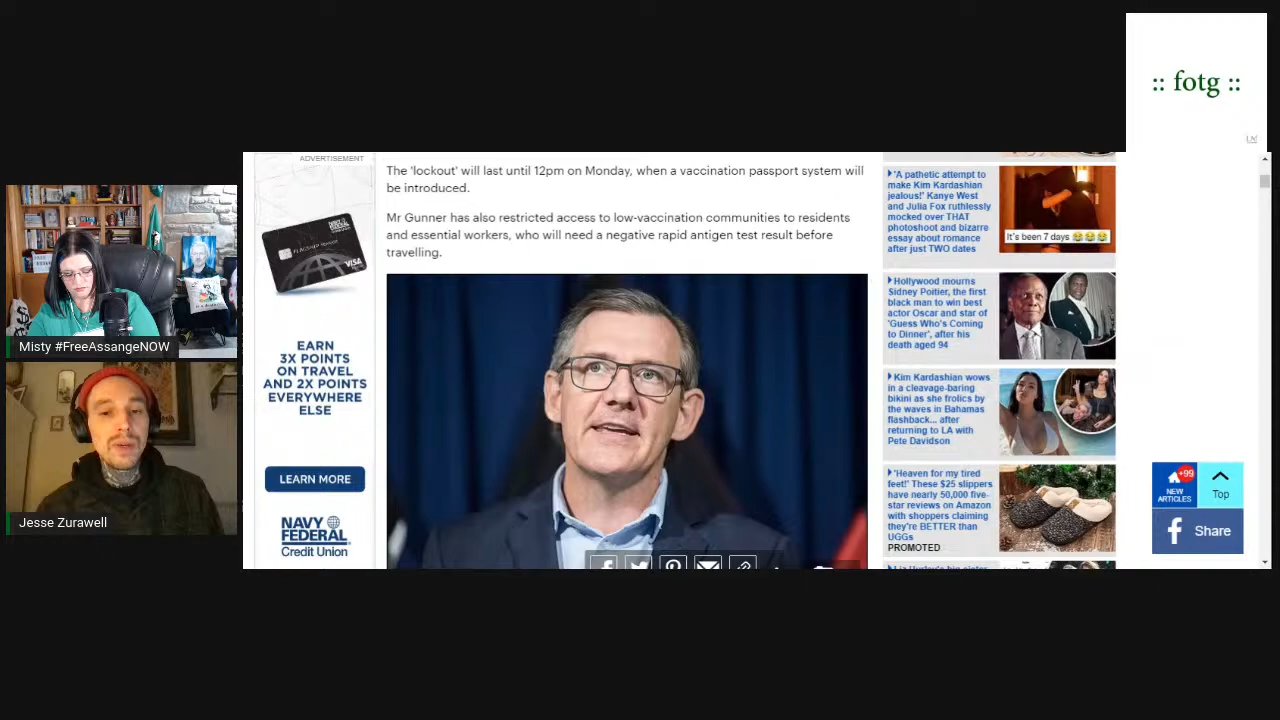 :: fotg ::
ADVERTISEMENT
The 'lockout' will last until 12pm on Monday, when a vaccination passport system will
be introduced.
Mr Gunner has also restricted access to low-vaccination communities to residents
and essential workers, who will need a negative rapid antigen test result before
travelling.
VISA
EARN
3X POINTS
ON TRAVEL
AND 2X POINTS
EVERYWHERE
ELSE
LEARN MORE
NAVY
FEDERAL
Credit Union
'A pathetic attempt to
make Kim Kardashian
jealous!' Kanye West
and Julia Fox ruthlessly
mocked over THAT
photoshoot and bizarre
essay about romance
after just TWO dates
It's been 7 days 😂😂😂
Hollywood mourns
Sidney Poitier, the first
black man to win best
actor Oscar and star of
'Guess Who's Coming
to Dinner', after his
death aged 94
Kim Kardashian wows
in a cleavage-baring
bikini as she frolics by
the waves in Bahamas
flashback... after
returning to LA with
Pete Davidson
'Heaven for my tired
feet!' These $25 slippers
have nearly 50,000 five-
star reviews on Amazon
with shoppers claiming
they're BETTER than
UGGs
PROMOTED
+99
NEW
ARTICLES
Top
Share
Misty #FreeAssangeNOW
Jesse Zurawell